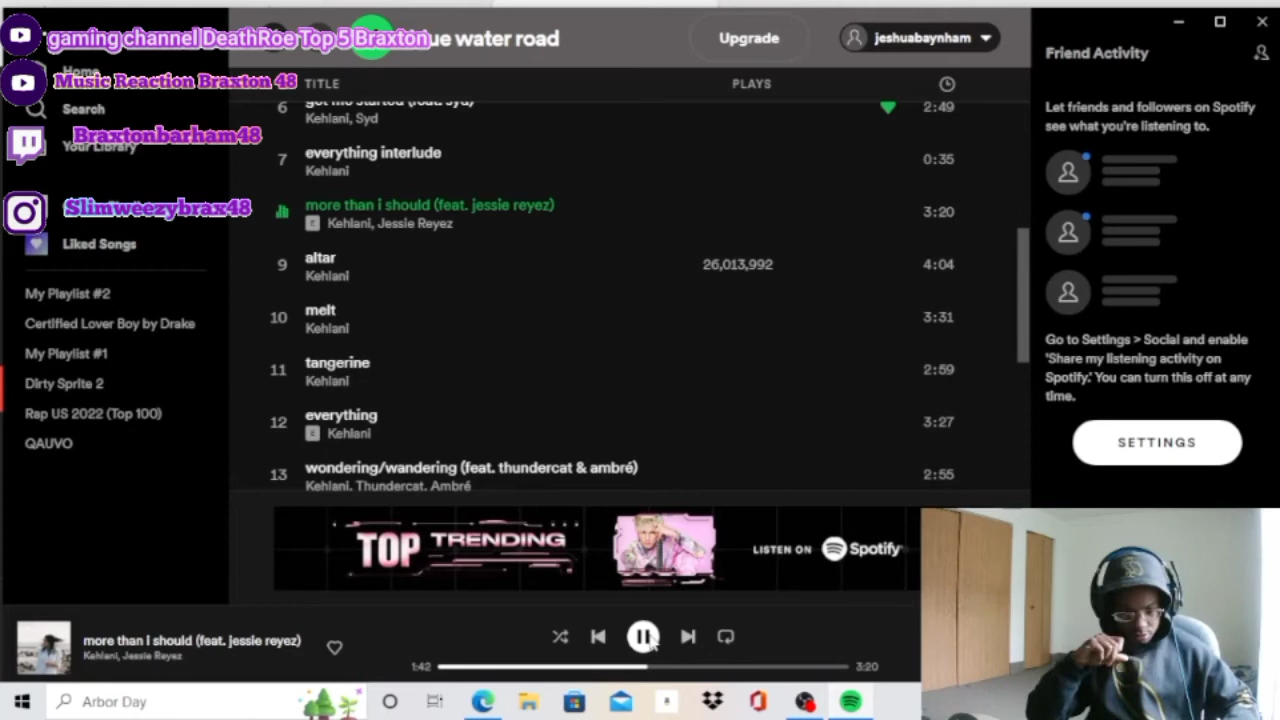 gaming channel DeathRoe Top 5 Braxton
ue water road
Upgrade
jeshuabaynham
Friend Activity
Home
Music Reaction Braxton 48
TITLE
PLAYS
Search
Braxtonbarham48
Your Library
Slimweezybrax48
Liked Songs
My Playlist #2
Certified Lover Boy by Drake
My Playlist #1
Dirty Sprite 2
Rap US 2022 (Top 100)
QAUVO
6 got me started (feat. syd) 2:49
Kehlani, Syd
7 everything interlude 0:35
Kehlani
more than i should (feat. jessie reyez) 3:20
E Kehlani, Jessie Reyez
9 altar 26,013,992 4:04
Kehlani
10 melt 3:31
Kehlani
11 tangerine 2:59
Kehlani
12 everything 3:27
E Kehlani
13 wondering/wandering (feat. thundercat & ambré) 2:55
Kehlani, Thundercat, Ambré
Let friends and followers on Spotify
see what you're listening to.
Go to Settings > Social and enable
'Share my listening activity on
Spotify.' You can turn this off at any
time.
SETTINGS
TOP TRENDING
LISTEN ON Spotify
more than i should (feat. jessie reyez)
Kehlani, Jessie Reyez
1:42
3:20
Arbor Day